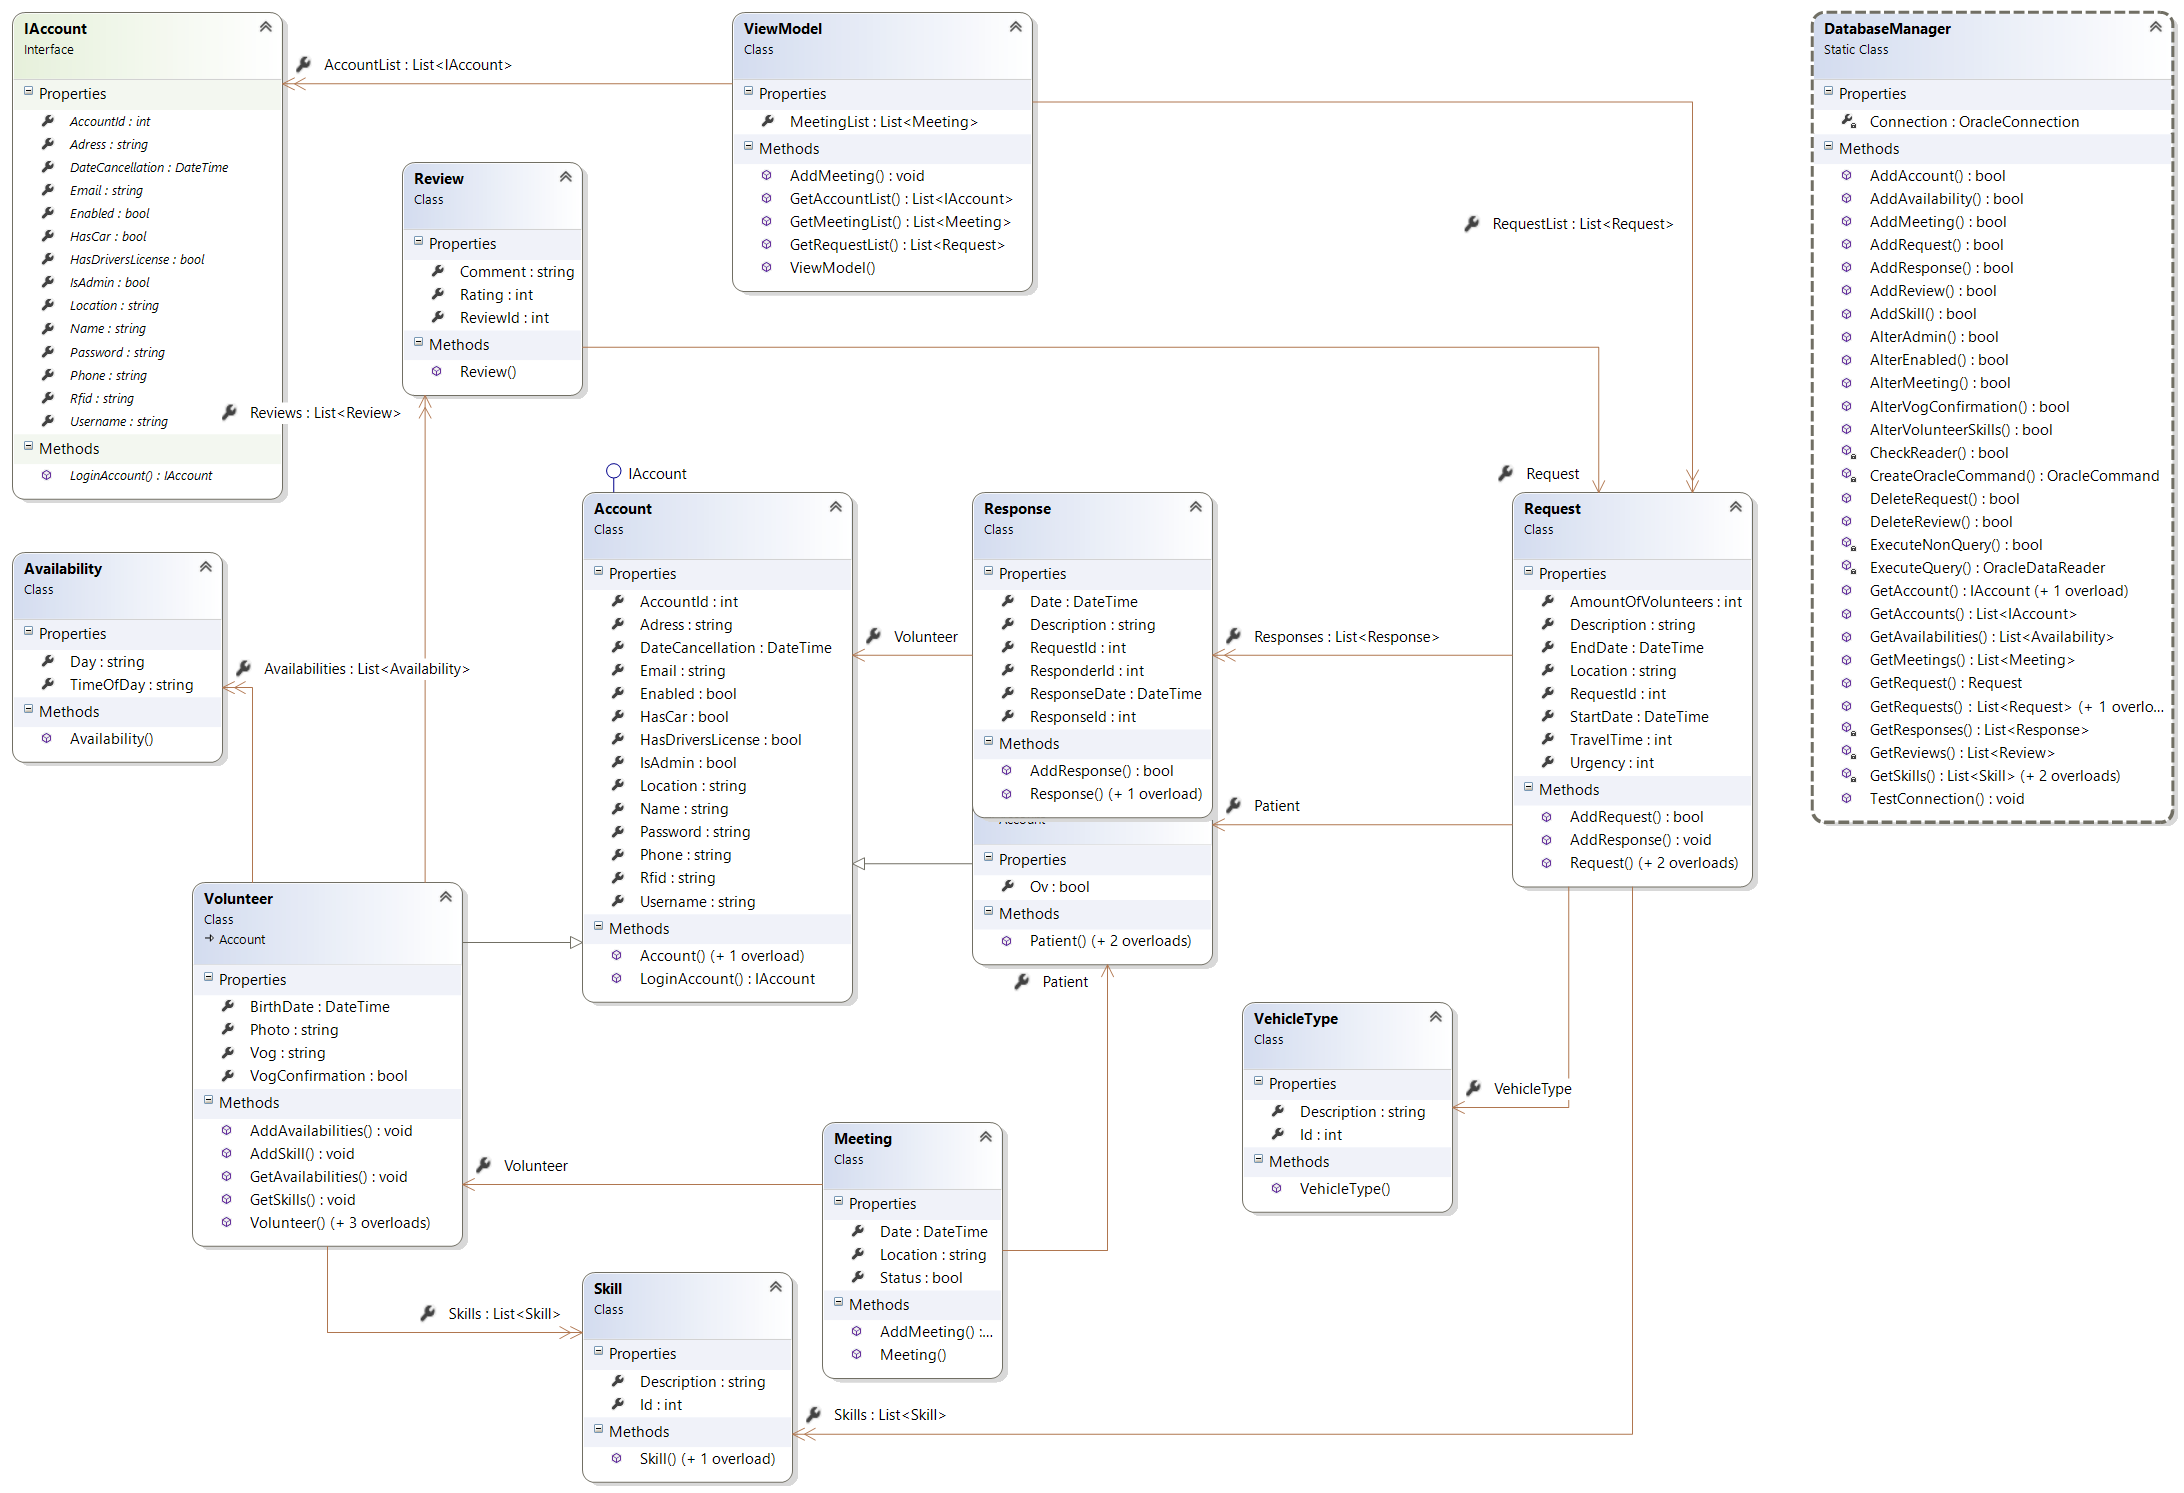 IAccount
Interface
Properties
AccountId : int
Adress : string
DateCancellation : DateTime
Email : string
Enabled : bool
HasCar : bool
HasDriversLicense : bool
IsAdmin : bool
Location : string
Name : string
Password : string
Phone : string
Rfid : string
Username : string
Methods
LoginAccount() : IAccount
AccountList : List<IAccount>
ViewModel
Class
Properties
MeetingList : List<Meeting>
Methods
AddMeeting() : void
GetAccountList() : List<IAccount>
GetMeetingList() : List<Meeting>
GetRequestList() : List<Request>
ViewModel()
RequestList : List<Request>
DatabaseManager
Static Class
Properties
Connection : OracleConnection
Methods
AddAccount() : bool
AddAvailability() : bool
AddMeeting() : bool
AddRequest() : bool
AddResponse() : bool
AddReview() : bool
AddSkill() : bool
AlterAdmin() : bool
AlterEnabled() : bool
AlterMeeting() : bool
AlterVogConfirmation() : bool
AlterVolunteerSkills() : bool
CheckReader() : bool
CreateOracleCommand() : OracleCommand
DeleteRequest() : bool
DeleteReview() : bool
ExecuteNonQuery() : bool
ExecuteQuery() : OracleDataReader
GetAccount() : IAccount (+ 1 overload)
GetAccounts() : List<IAccount>
GetAvailabilities() : List<Availability>
GetMeetings() : List<Meeting>
GetRequest() : Request
GetRequests() : List<Request> (+ 1 overlo...
GetResponses() : List<Response>
GetReviews() : List<Review>
GetSkills() : List<Skill> (+ 2 overloads)
TestConnection() : void
Review
Class
Properties
Comment : string
Rating : int
ReviewId : int
Methods
Review()
Reviews : List<Review>
Request
Availability
Class
Properties
Day : string
TimeOfDay : string
Methods
Availability()
Availabilities : List<Availability>
IAccount
Account
Class
Properties
AccountId : int
Adress : string
DateCancellation : DateTime
Email : string
Enabled : bool
HasCar : bool
HasDriversLicense : bool
IsAdmin : bool
Location : string
Name : string
Password : string
Phone : string
Rfid : string
Username : string
Methods
Account() (+ 1 overload)
LoginAccount() : IAccount
Volunteer
Response
Class
Properties
Date : DateTime
Description : string
RequestId : int
ResponderId : int
ResponseDate : DateTime
ResponseId : int
Methods
AddResponse() : bool
Response() (+ 1 overload)
Account
Properties
Ov : bool
Methods
Patient() (+ 2 overloads)
Responses : List<Response>
Patient
Request
Class
Properties
AmountOfVolunteers : int
Description : string
EndDate : DateTime
Location : string
RequestId : int
StartDate : DateTime
TravelTime : int
Urgency : int
Methods
AddRequest() : bool
AddResponse() : void
Request() (+ 2 overloads)
Volunteer
Class
Account
Properties
BirthDate : DateTime
Photo : string
Vog : string
VogConfirmation : bool
Methods
AddAvailabilities() : void
AddSkill() : void
GetAvailabilities() : void
GetSkills() : void
Volunteer() (+ 3 overloads)
Patient
VehicleType
Class
Properties
Description : string
Id : int
Methods
VehicleType()
VehicleType
Volunteer
Meeting
Class
Properties
Date : DateTime
Location : string
Status : bool
Methods
AddMeeting() :...
Meeting()
Skills : List<Skill>
Skill
Class
Properties
Description : string
Id : int
Methods
Skill() (+ 1 overload)
Skills : List<Skill>